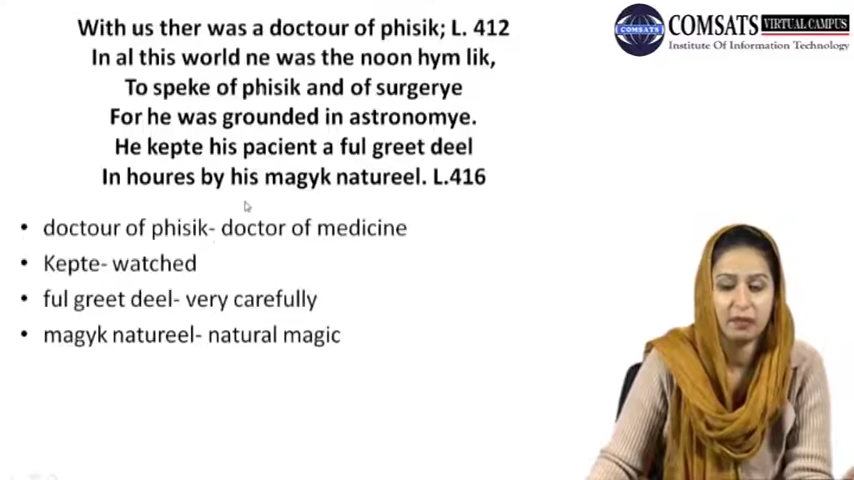 With us ther was a doctour of phisik; L. 412
In al this world ne was the noon hym lik,
To speke of phisik and of surgerye
For he was grounded in astronomye.
He kepte his pacient a ful greet deel
In houres by his magyk natureel. L.416
COMSATS VIRTUAL CAMPUS
Institute Of Information Technology
COMSATS
• doctour of phisik- doctor of medicine
• Kepte- watched
• ful greet deel- very carefully
• magyk natureel- natural magic